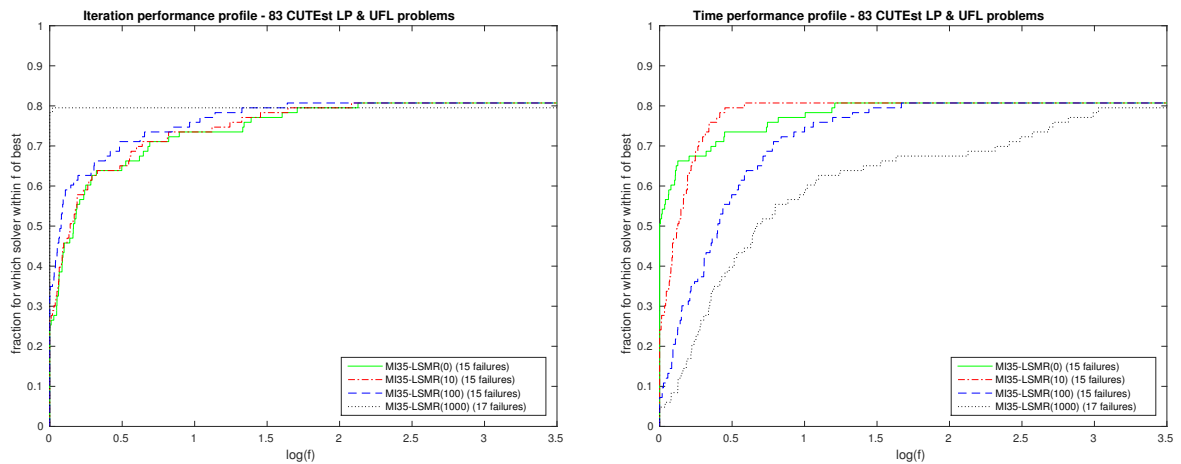 Iteration performance profile - 83 CUTEst LP & UFL problems
1
0.9
0.8
0.7
0.6
0.5
0.4
0.3
0.2
0.1
0
fraction for which solver within f of best
0 0.5 1 1.5 2 2.5 3 3.5
log(f)
MI35-LSMR(0) (15 failures)
MI35-LSMR(10) (15 failures)
MI35-LSMR(100) (15 failures)
MI35-LSMR(1000) (17 failures)
Time performance profile - 83 CUTEst LP & UFL problems
1
0.9
0.8
0.7
0.6
0.5
0.4
0.3
0.2
0.1
0
fraction for which solver within f of best
0 0.5 1 1.5 2 2.5 3 3.5
log(f)
MI35-LSMR(0) (15 failures)
MI35-LSMR(10) (15 failures)
MI35-LSMR(100) (15 failures)
MI35-LSMR(1000) (17 failures)